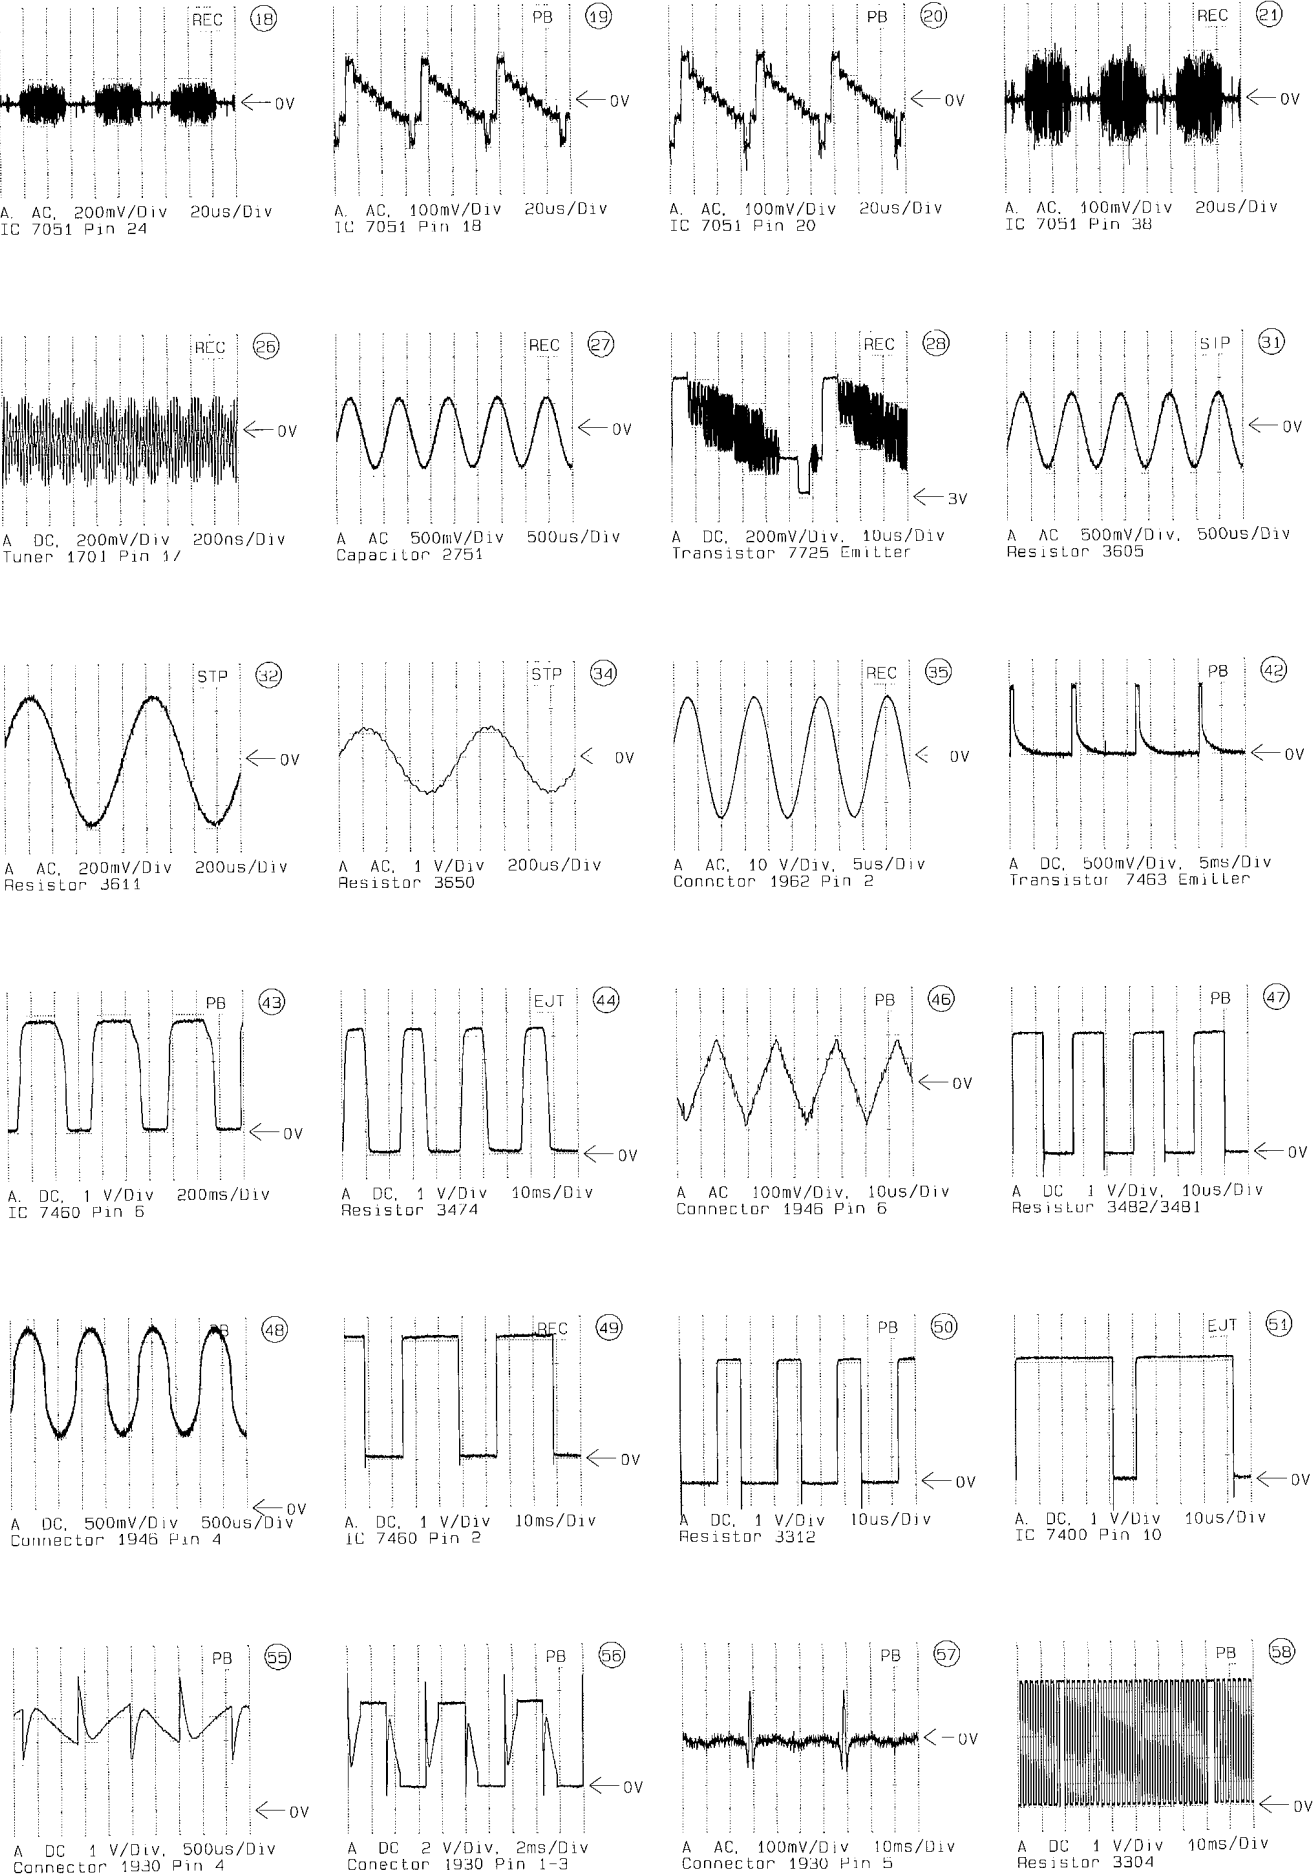 REC 18
0V
A. AC, 200mV/Div 20us/Div
IC 7051 Pin 24
PB 19
0V
A. AC, 100mV/Div 20us/Div
IC 7051 Pin 18
PB 20
0V
A. AC, 100mV/Div 20us/Div
IC 7051 Pin 20
REC 21
0V
A. AC, 100mV/Div 20us/Div
IC 7051 Pin 38
REC 26
0V
A DC, 200mV/Div 200ns/Div
Tuner 1701 Pin 17
REC 27
0V
A AC 500mV/Div 500us/Div
Capacitor 2751
REC 28
3V
A DC, 200mV/Div, 10us/Div
Transistor 7725 Emitter
STP 31
0V
A AC 500mV/Div, 500us/Div
Resistor 3605
STP 32
0V
A AC, 200mV/Div 200us/Div
Resistor 3611
STP 34
0V
A AC, 1 V/Div 200us/Div
Resistor 3650
REC 35
0V
A AC, 10 V/Div, 5us/Div
Connctor 1962 Pin 2
PB 42
0V
A DC, 500mV/Div, 5ms/Div
Transistor 7463 Emitter
PB 43
0V
A. DC, 1 V/Div 200ms/Div
IC 7460 Pin 6
EJT 44
0V
A DC, 1 V/Div 10ms/Div
Resistor 3474
PB 46
0V
A AC 100mV/Div, 10us/Div
Connector 1946 Pin 6
PB 47
0V
A DC 1 V/Div, 10us/Div
Resistor 3482/3481
PB 48
0V
A DC, 500mV/Div 500us/Div
Connector 1946 Pin 4
REC 49
0V
A. DC, 1 V/Div 10ms/Div
IC 7460 Pin 2
PB 50
0V
A DC, 1 V/Div 10us/Div
Resistor 3312
EJT 51
0V
A. DC, 1 V/Div 10us/Div
IC 7400 Pin 10
PB 55
0V
A DC 1 V/Div, 500us/Div
Connector 1930 Pin 4
PB 56
0V
A DC 2 V/Div, 2ms/Div
Conector 1930 Pin 1-3
PB 57
0V
A AC, 100mV/Div 10ms/Div
Connector 1930 Pin 5
PB 58
0V
A DC 1 V/Div 10ms/Div
Resistor 3304